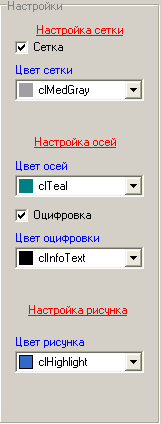 Настройки
Настройка сетки
Сетка
Цвет сетки
clMedGray
Настройка осей
Цвет осей
clTeal
Оцифровка
Цвет оцифровки
clInfoText
Настройка рисунка
Цвет рисунка
clHighlight